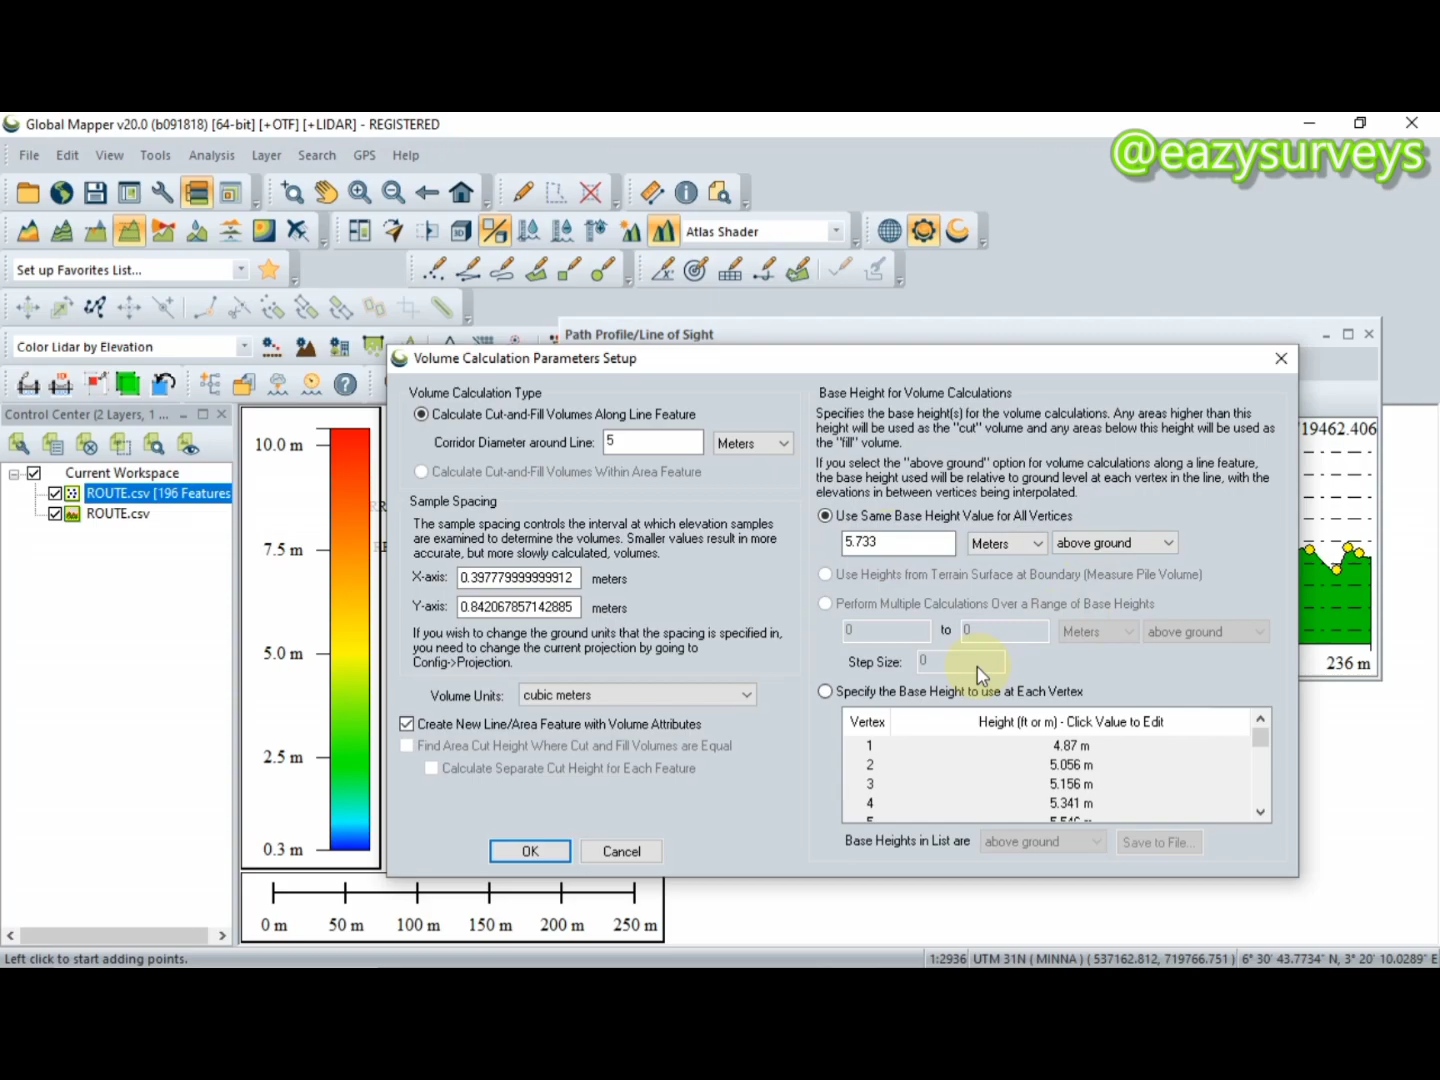 Global Mapper v20.0 (b091818) [64-bit] [+OTF] [+LIDAR] - REGISTERED
@eazysurveys
File Edit View Tools Analysis Layer Search GPS Help
Atlas Shader
Set up Favorites List...
Color Lidar by Elevation
Path Profile/Line of Sight
Volume Calculation Parameters Setup
Control Center (2 Layers, 1 ...
Current Workspace
ROUTE.csv [196 Features
ROUTE.csv
10.0 m
7.5 m
5.0 m
2.5 m
0.3 m
Volume Calculation Type
Calculate Cut-and-Fill Volumes Along Line Feature
Corridor Diameter around Line: 5 Meters
Calculate Cut-and-Fill Volumes Within Area Feature
Sample Spacing
The sample spacing controls the interval at which elevation samples
are examined to determine the volumes. Smaller values result in more
accurate, but more slowly calculated, volumes.
X-axis: 0.397779999999912 meters
Y-axis: 0.842067857142885 meters
If you wish to change the ground units that the spacing is specified in,
you need to change the current projection by going to
Config->Projection.
Volume Units: cubic meters
Create New Line/Area Feature with Volume Attributes
Find Area Cut Height Where Cut and Fill Volumes are Equal
Calculate Separate Cut Height for Each Feature
OK Cancel
Base Height for Volume Calculations
Specifies the base height(s) for the volume calculations. Any areas higher than this
height will be used as the "cut" volume and any areas below this height will be used as
the "fill" volume.
If you select the "above ground" option for volume calculations along a line feature,
the base height used will be relative to ground level at each vertex in the line, with the
elevations in between vertices being interpolated.
Use Same Base Height Value for All Vertices
5.733 Meters above ground
Use Heights from Terrain Surface at Boundary (Measure Pile Volume)
Perform Multiple Calculations Over a Range of Base Heights
0 to 0 Meters above ground
Step Size: 0
Specify the Base Height to use at Each Vertex
Vertex Height (ft or m) - Click Value to Edit
1 4.87 m
2 5.056 m
3 5.156 m
4 5.341 m
Base Heights in List are above ground Save to File...
19462.406
236 m
0 m 50 m 100 m 150 m 200 m 250 m
Left click to start adding points.
1:2936 UTM 31N ( MINNA ) ( 537162.812, 719766.751 ) 6° 30' 43.7734" N, 3° 20' 10.0289" E